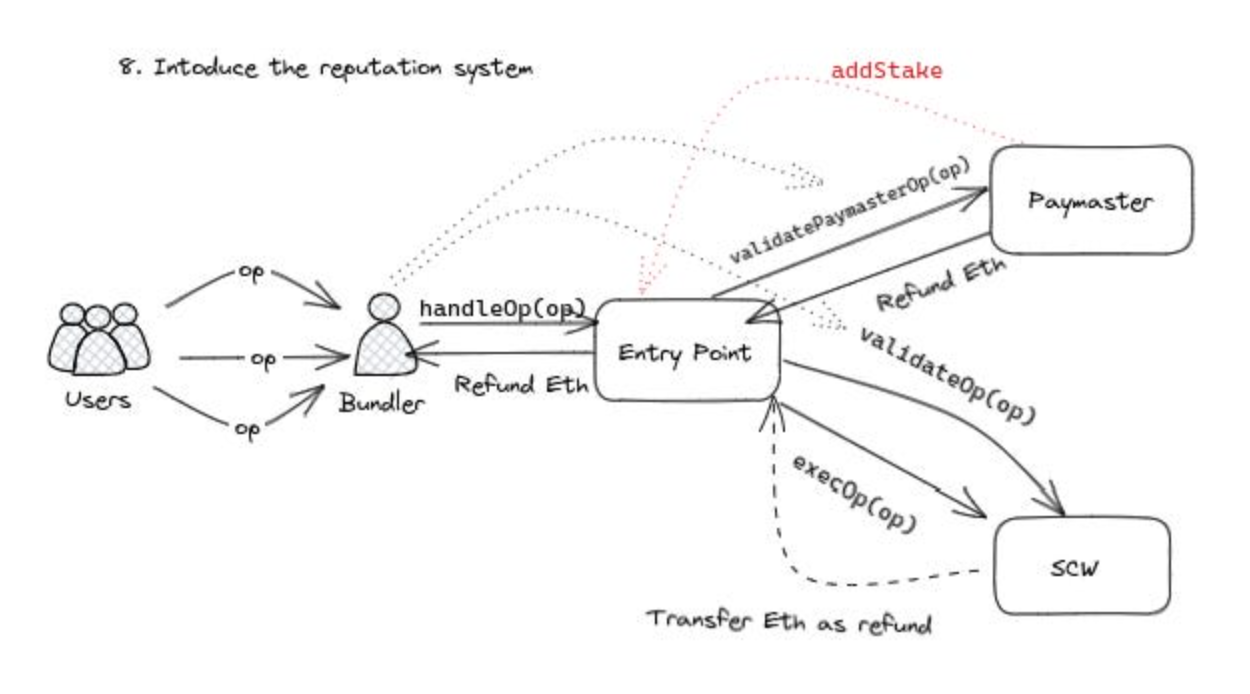 8. Intoduce the reputation system
addStake
validatePaymasterOp(op)
Paymaster
Refund Eth
op
op
op
Users
Bundler
handleOp(op)
Refund Eth
Entry Point
validateOp(op)
execOp(op)
SCW
Transfer Eth as refund